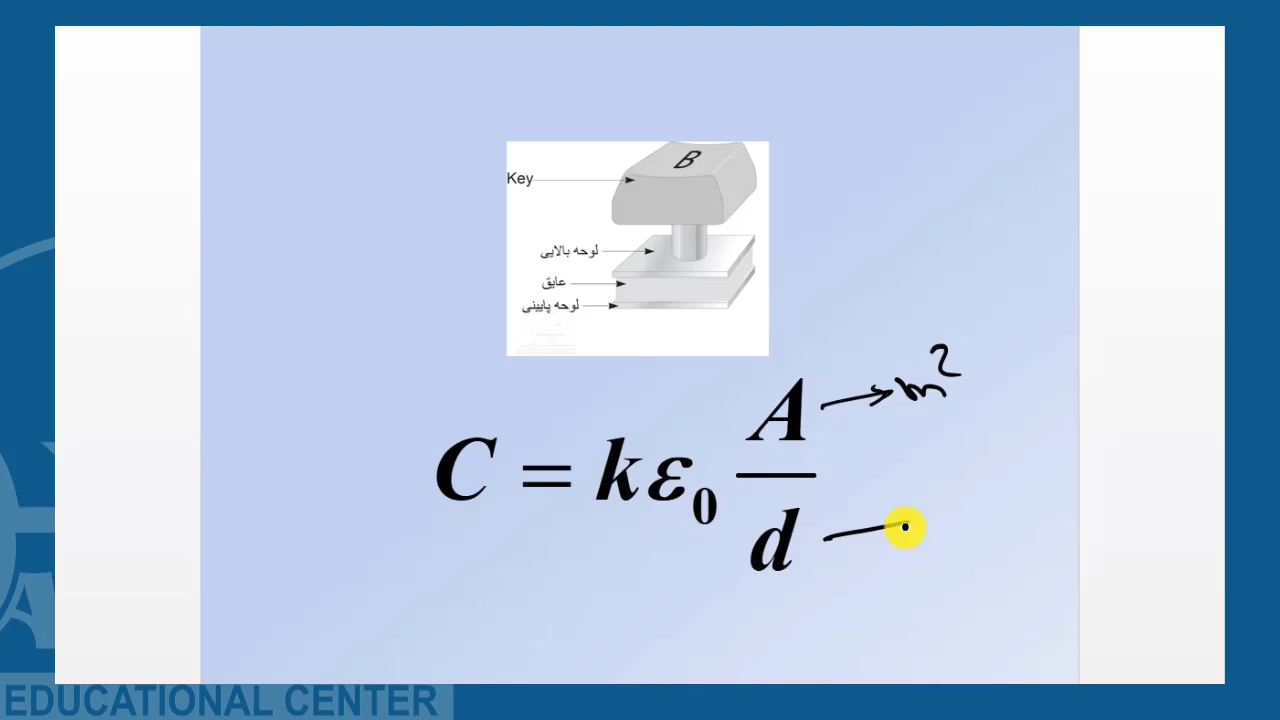 B
Key
لوحه بالایی
عایق
لوحه پایینی
C = kε₀ A/d
→ m²
EDUCATIONAL CENTER